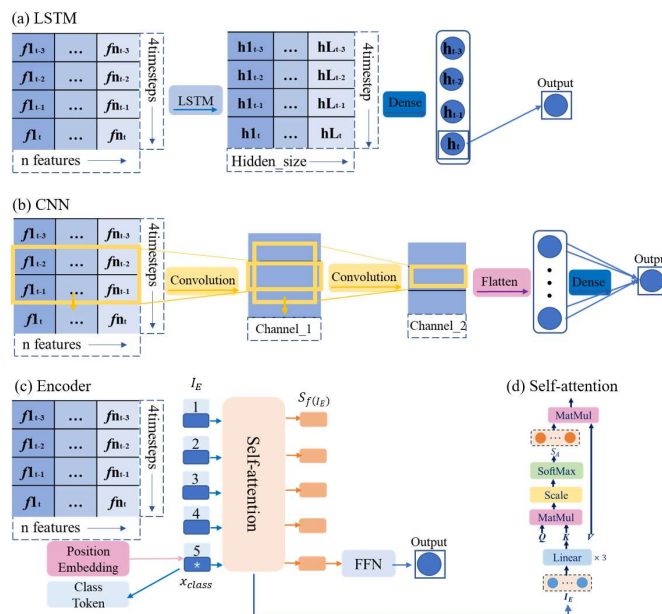 (a) LSTM
f1t-3 … fnt-3
f1t-2 … fnt-2
f1t-1 … fnt-1
f1t … fnt
n features
4timesteps
LSTM
h1t-3 … hLt-3
h1t-2 … hLt-2
h1t-1 … hLt-1
h1t … hLt
Hidden_size
4timestep
Dense
ht-3
ht-2
ht-1
ht
Output
(b) CNN
f1t-3 … fnt-3
f1t-2 … fnt-2
f1t-1 … fnt-1
f1t … fnt
n features
4timesteps
Convolution
Channel_1
Convolution
Channel_2
Flatten
Dense
Outpu
(c) Encoder
f1t-3 … fnt-3
f1t-2 … fnt-2
f1t-1 … fnt-1
f1t … fnt
n features
4timesteps
Position
Embedding
Class
Token
IE
1
2
3
4
5
*
xclass
Self-attention
Sf(IE)
FFN
Output
(d) Self-attention
MatMul
SA
SoftMax
Scale
MatMul
Q K V
Linear × 3
IE